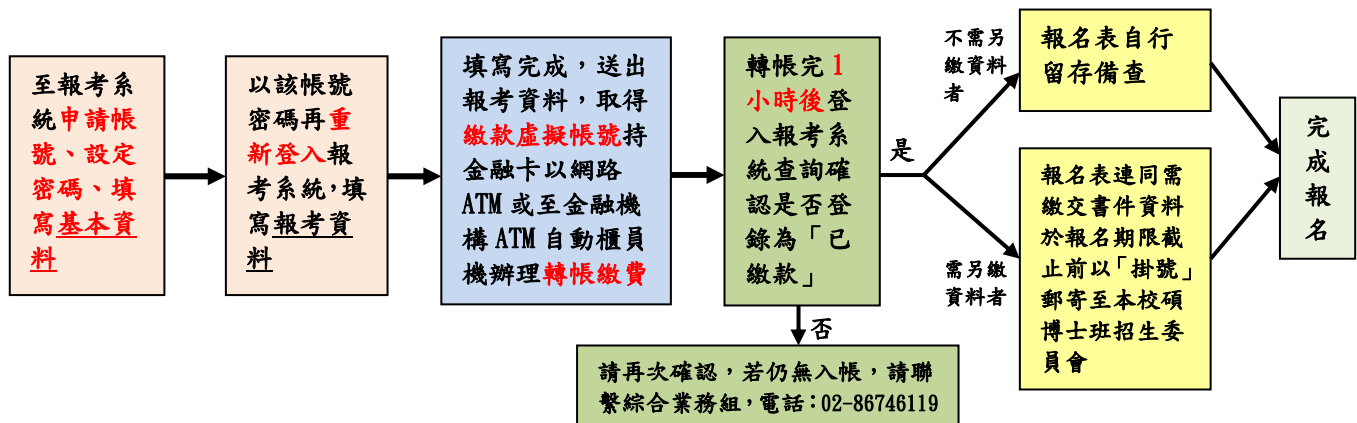 至報考系
統申請帳
號、設定
密碼、填
寫基本資
料
以該帳號
密碼再重
新登入報
考系統，填
寫報考資
料
填寫完成，送出
報考資料，取得
繳款虛擬帳號持
金融卡以網路
ATM 或至金融機
構 ATM 自動櫃員
機辦理轉帳繳費
轉帳完 1
小時後登
入報考系
統查詢確
認是否登
錄為「已
繳款」
是
否
請再次確認，若仍無入帳，請聯
繫綜合業務組，電話：02-86746119
不需另
繳資料
者
報名表自行
留存備查
需另繳
資料者
報名表連同需
繳交書件資料
於報名期限截
止前以「掛號」
郵寄至本校碩
博士班招生委
員會
完
成
報
名